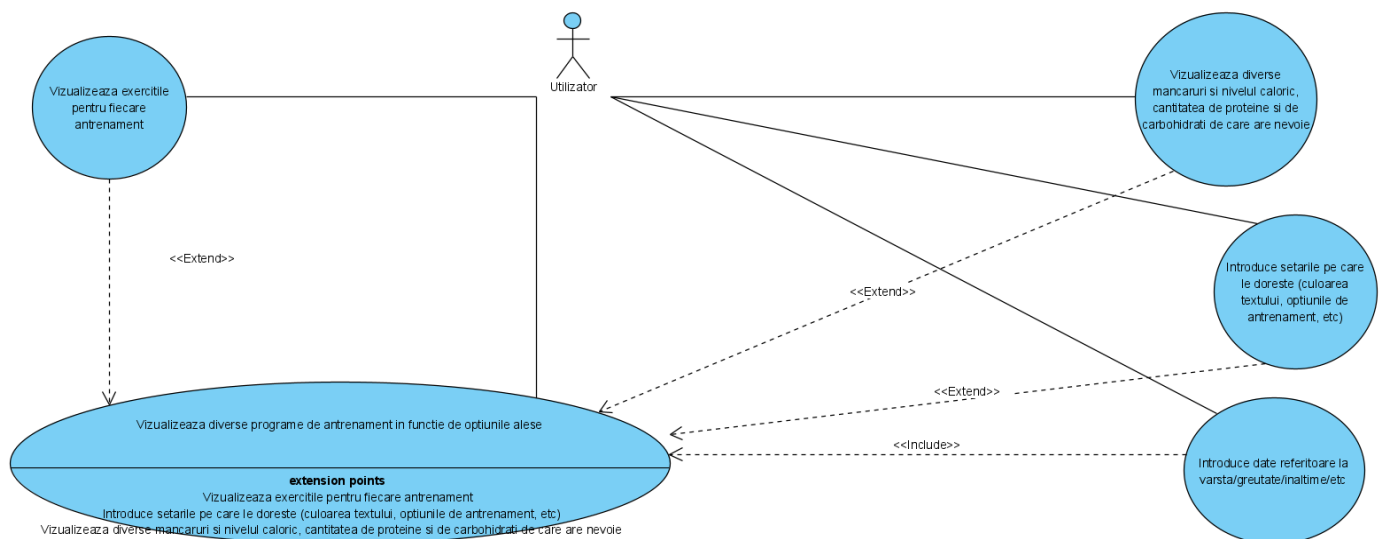 Utilizator
Vizualizeaza exercitile
pentru fiecare
antrenament
Vizualizeaza diverse
mancaruri si nivelul caloric,
cantitatea de proteine si de
carbohidrati de care are nevoie
<<Extend>>
<<Extend>>
Introduce setarile pe care
le doreste (culoarea
textului, optiunile de
antrenament, etc)
<<Extend>>
<<Include>>
Introduce date referitoare la
varsta/greutate/inaltime/etc
Vizualizeaza diverse programe de antrenament in functie de optiunile alese
extension points
Vizualizeaza exercitile pentru fiecare antrenament
Introduce setarile pe care le doreste (culoarea textului, optiunile de antrenament, etc)
Vizualizeaza diverse mancaruri si nivelul caloric, cantitatea de proteine si de carbohidrati de care are nevoie